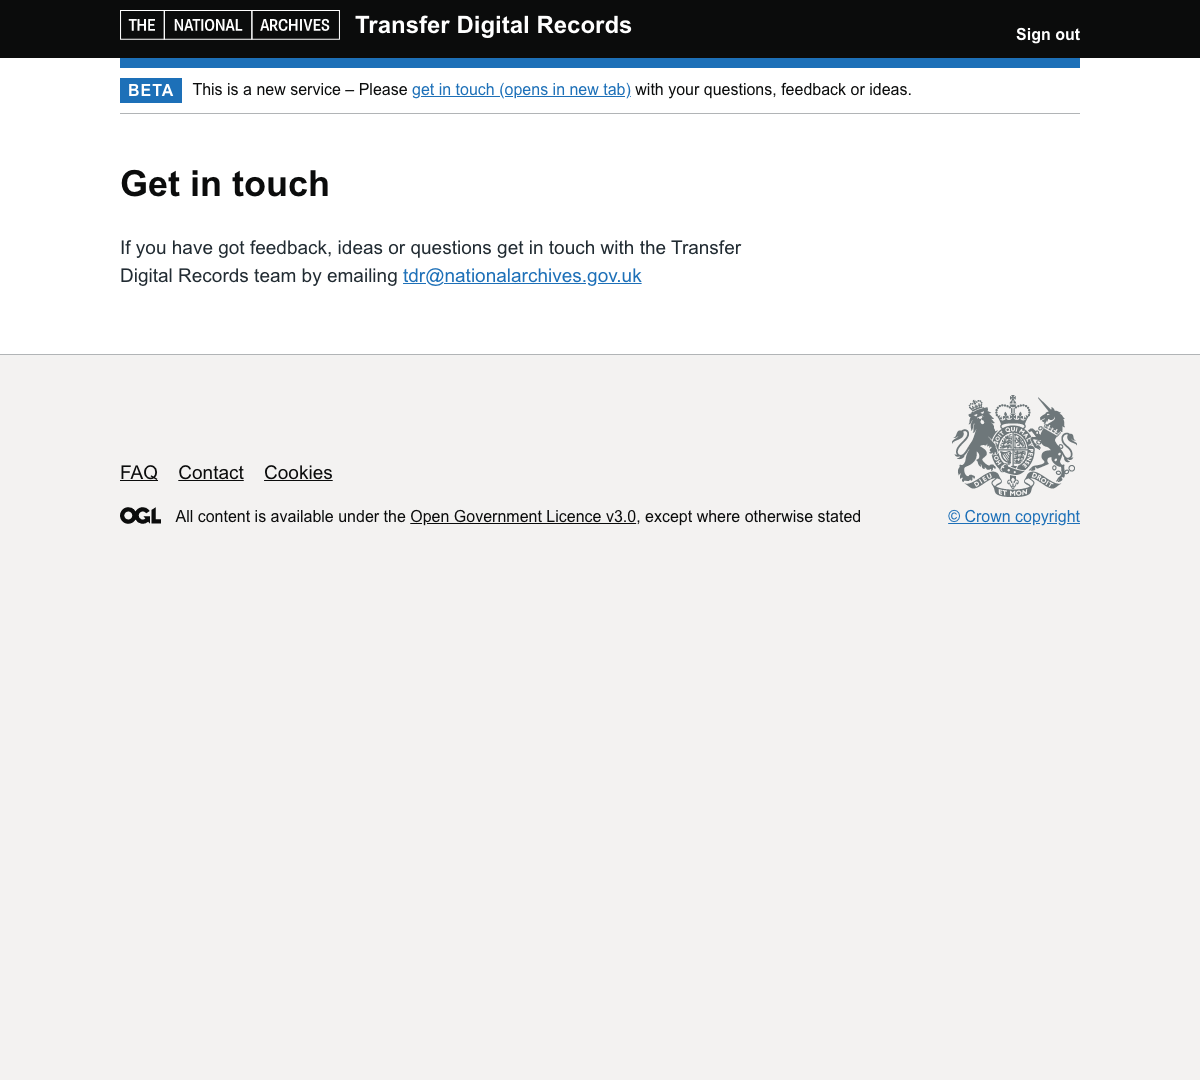 THE NATIONAL ARCHIVES Transfer Digital Records
Sign out
BETA This is a new service – Please get in touch (opens in new tab) with your questions, feedback or ideas.
Get in touch
If you have got feedback, ideas or questions get in touch with the Transfer
Digital Records team by emailing tdr@nationalarchives.gov.uk
FAQ Contact Cookies
OGL All content is available under the Open Government Licence v3.0, except where otherwise stated
DIEU ET MON DROIT
© Crown copyright